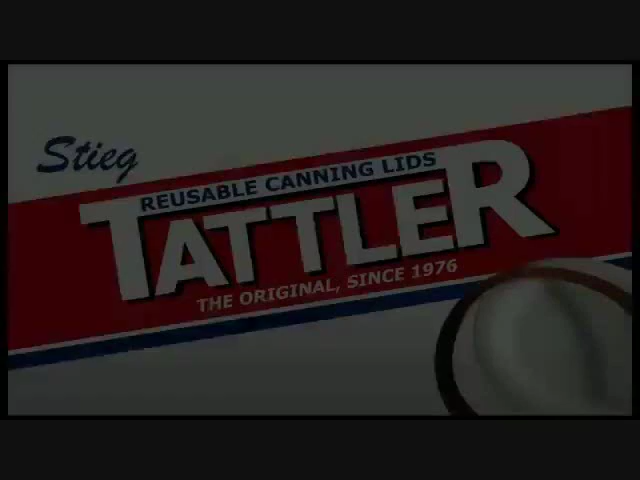 Stieg
REUSABLE CANNING LIDS
TATTLER
THE ORIGINAL, SINCE 1976